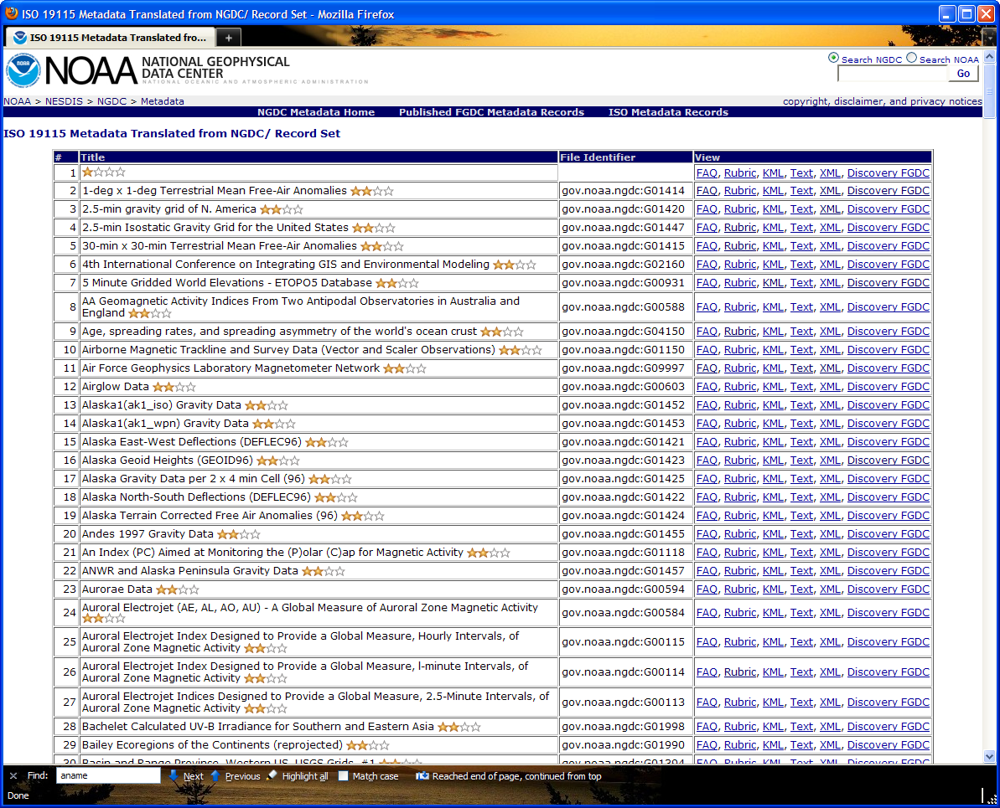 ISO 19115 Metadata Translated from NGDC/ Record Set - Mozilla Firefox
ISO 19115 Metadata Translated fro...
NOAA
NOAA NATIONAL GEOPHYSICAL
DATA CENTER
NATIONAL OCEANIC AND ATMOSPHERIC ADMINISTRATION
Search NGDC Search NOAA
Go
NOAA > NESDIS > NGDC > Metadata copyright, disclaimer, and privacy notices
NGDC Metadata Home Published FGDC Metadata Records ISO Metadata Records
ISO 19115 Metadata Translated from NGDC/ Record Set
# Title File Identifier View
1 FAQ, Rubric, KML, Text, XML, Discovery FGDC
2 1-deg x 1-deg Terrestrial Mean Free-Air Anomalies gov.noaa.ngdc:G01414 FAQ, Rubric, KML, Text, XML, Discovery FGDC
3 2.5-min gravity grid of N. America gov.noaa.ngdc:G01420 FAQ, Rubric, KML, Text, XML, Discovery FGDC
4 2.5-min Isostatic Gravity Grid for the United States gov.noaa.ngdc:G01447 FAQ, Rubric, KML, Text, XML, Discovery FGDC
5 30-min x 30-min Terrestrial Mean Free-Air Anomalies gov.noaa.ngdc:G01415 FAQ, Rubric, KML, Text, XML, Discovery FGDC
6 4th International Conference on Integrating GIS and Environmental Modeling gov.noaa.ngdc:G02160 FAQ, Rubric, KML, Text, XML, Discovery FGDC
7 5 Minute Gridded World Elevations - ETOPO5 Database gov.noaa.ngdc:G00931 FAQ, Rubric, KML, Text, XML, Discovery FGDC
8 AA Geomagnetic Activity Indices From Two Antipodal Observatories in Australia and
England gov.noaa.ngdc:G00588 FAQ, Rubric, KML, Text, XML, Discovery FGDC
9 Age, spreading rates, and spreading asymmetry of the world's ocean crust gov.noaa.ngdc:G04150 FAQ, Rubric, KML, Text, XML, Discovery FGDC
10 Airborne Magnetic Trackline and Survey Data (Vector and Scaler Observations) gov.noaa.ngdc:G01150 FAQ, Rubric, KML, Text, XML, Discovery FGDC
11 Air Force Geophysics Laboratory Magnetometer Network gov.noaa.ngdc:G09997 FAQ, Rubric, KML, Text, XML, Discovery FGDC
12 Airglow Data gov.noaa.ngdc:G00603 FAQ, Rubric, KML, Text, XML, Discovery FGDC
13 Alaska1(ak1_iso) Gravity Data gov.noaa.ngdc:G01452 FAQ, Rubric, KML, Text, XML, Discovery FGDC
14 Alaska1(ak1_wpn) Gravity Data gov.noaa.ngdc:G01453 FAQ, Rubric, KML, Text, XML, Discovery FGDC
15 Alaska East-West Deflections (DEFLEC96) gov.noaa.ngdc:G01421 FAQ, Rubric, KML, Text, XML, Discovery FGDC
16 Alaska Geoid Heights (GEOID96) gov.noaa.ngdc:G01423 FAQ, Rubric, KML, Text, XML, Discovery FGDC
17 Alaska Gravity Data per 2 x 4 min Cell (96) gov.noaa.ngdc:G01425 FAQ, Rubric, KML, Text, XML, Discovery FGDC
18 Alaska North-South Deflections (DEFLEC96) gov.noaa.ngdc:G01422 FAQ, Rubric, KML, Text, XML, Discovery FGDC
19 Alaska Terrain Corrected Free Air Anomalies (96) gov.noaa.ngdc:G01424 FAQ, Rubric, KML, Text, XML, Discovery FGDC
20 Andes 1997 Gravity Data gov.noaa.ngdc:G01455 FAQ, Rubric, KML, Text, XML, Discovery FGDC
21 An Index (PC) Aimed at Monitoring the (P)olar (C)ap for Magnetic Activity gov.noaa.ngdc:G01118 FAQ, Rubric, KML, Text, XML, Discovery FGDC
22 ANWR and Alaska Peninsula Gravity Data gov.noaa.ngdc:G01457 FAQ, Rubric, KML, Text, XML, Discovery FGDC
23 Aurorae Data gov.noaa.ngdc:G00594 FAQ, Rubric, KML, Text, XML, Discovery FGDC
24 Auroral Electrojet (AE, AL, AO, AU) - A Global Measure of Auroral Zone Magnetic Activity gov.noaa.ngdc:G00584 FAQ, Rubric, KML, Text, XML, Discovery FGDC
25 Auroral Electrojet Index Designed to Provide a Global Measure, Hourly Intervals, of
Auroral Zone Magnetic Activity gov.noaa.ngdc:G00115 FAQ, Rubric, KML, Text, XML, Discovery FGDC
26 Auroral Electrojet Index Designed to Provide a Global Measure, l-minute Intervals, of
Auroral Zone Magnetic Activity gov.noaa.ngdc:G00114 FAQ, Rubric, KML, Text, XML, Discovery FGDC
27 Auroral Electrojet Indices Designed to Provide a Global Measure, 2.5-Minute Intervals, of
Auroral Zone Magnetic Activity gov.noaa.ngdc:G00113 FAQ, Rubric, KML, Text, XML, Discovery FGDC
28 Bachelet Calculated UV-B Irradiance for Southern and Eastern Asia gov.noaa.ngdc:G01998 FAQ, Rubric, KML, Text, XML, Discovery FGDC
29 Bailey Ecoregions of the Continents (reprojected) gov.noaa.ngdc:G01990 FAQ, Rubric, KML, Text, XML, Discovery FGDC
30 Basin and Range Province, Western US, USGS Grids, #1 FAQ, Rubric, KML, Text, XML, Discovery FGDC
Find: aname Next Previous Highlight all Match case Reached end of page, continued from top
Done